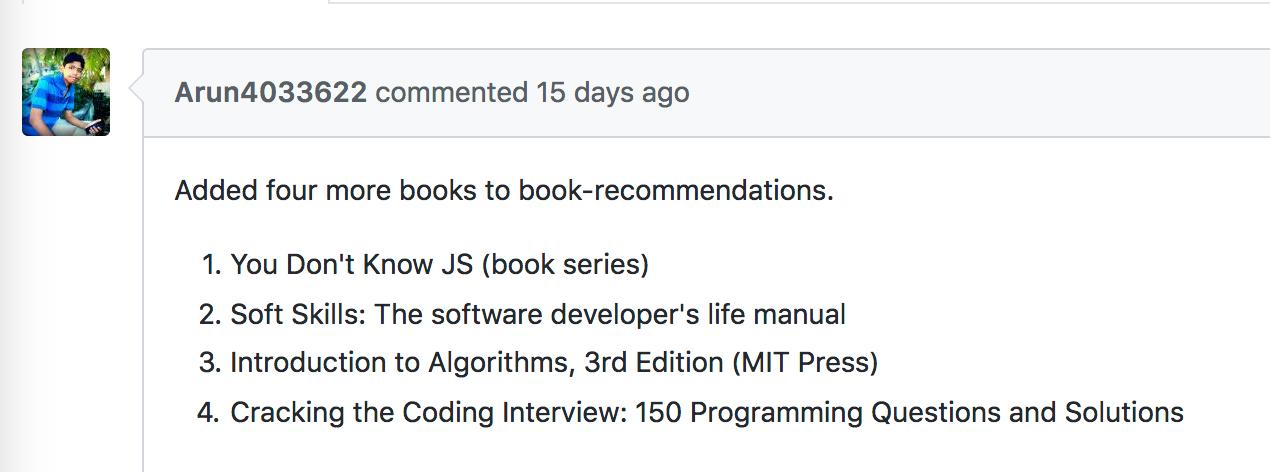 Arun4033622 commented 15 days ago
Added four more books to book-recommendations.
1. You Don't Know JS (book series)
2. Soft Skills: The software developer's life manual
3. Introduction to Algorithms, 3rd Edition (MIT Press)
4. Cracking the Coding Interview: 150 Programming Questions and Solutions